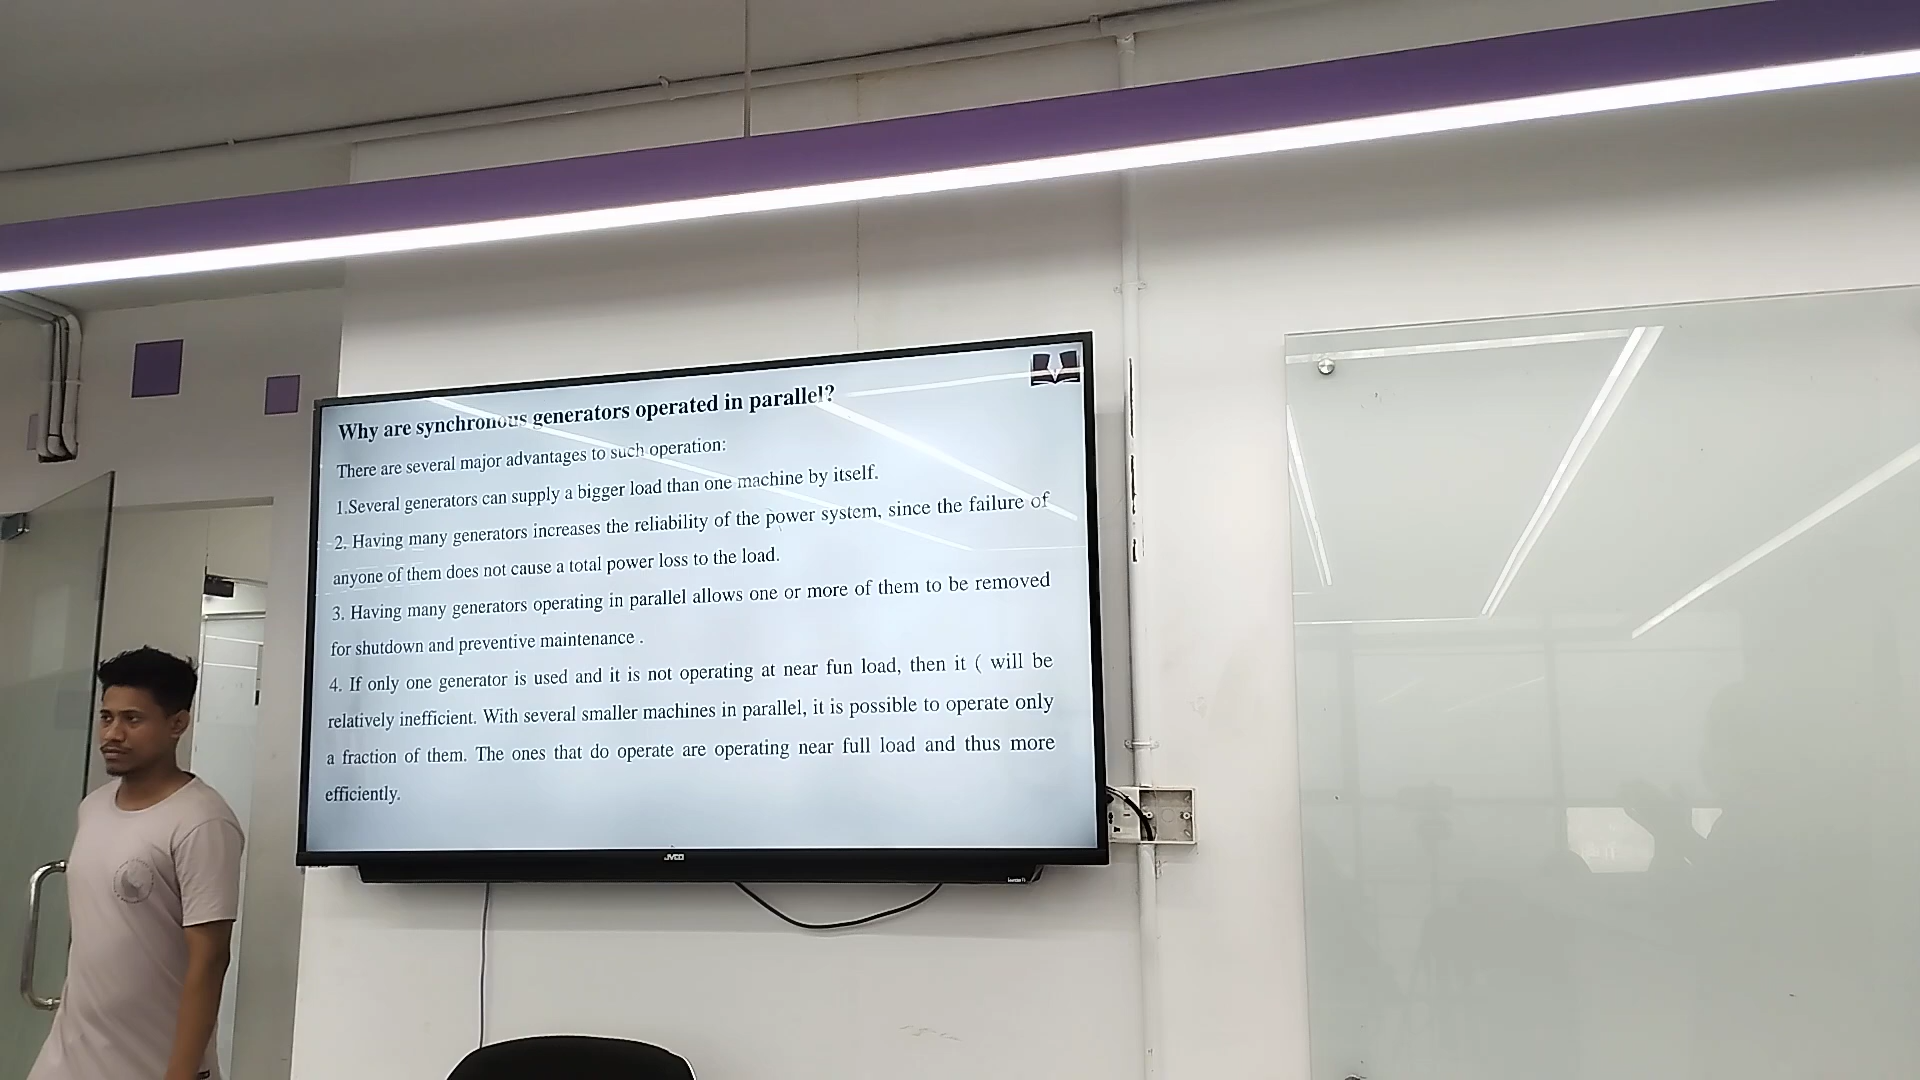 Why are synchronous generators operated in parallel?
There are several major advantages to such operation:
1.Several generators can supply a bigger load than one machine by itself.
2. Having many generators increases the reliability of the power system, since the failure of
anyone of them does not cause a total power loss to the load.
3. Having many generators operating in parallel allows one or more of them to be removed
for shutdown and preventive maintenance .
4. If only one generator is used and it is not operating at near fun load, then it ( will be
relatively inefficient. With several smaller machines in parallel, it is possible to operate only
a fraction of them. The ones that do operate are operating near full load and thus more
efficiently.
JVCO